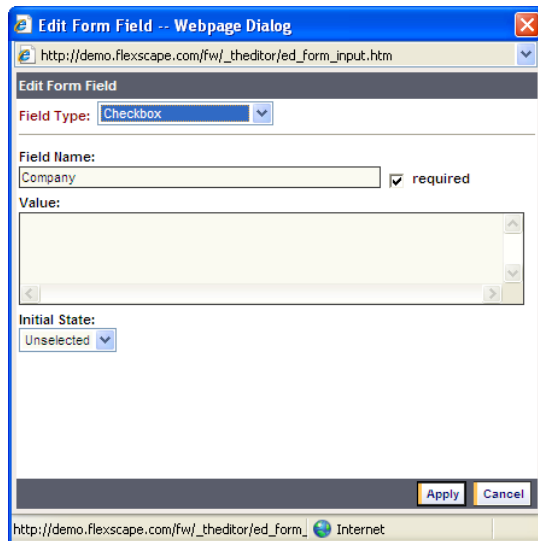 Edit Form Field -- Webpage Dialog
http://demo.flexscape.com/fw/_theditor/ed_form_input.htm
Edit Form Field
Field Type: Checkbox
Field Name:
Company required
Value:
Initial State:
Unselected
Apply Cancel
http://demo.flexscape.com/fw/_theditor/ed_form_ Internet